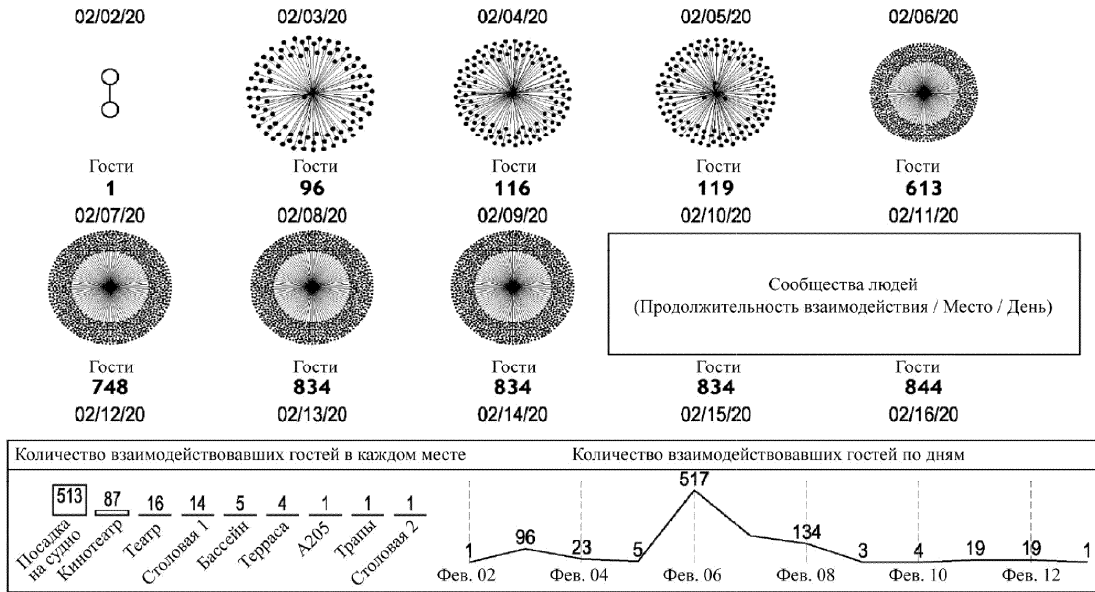 02/02/20 02/03/20 02/04/20 02/05/20 02/06/20
Гости Гости Гости Гости Гости
1 96 116 119 613
02/07/20 02/08/20 02/09/20 02/10/20 02/11/20
Сообщества людей
(Продолжительность взаимодействия / Место / День)
Гости Гости Гости Гости Гости
748 834 834 834 844
02/12/20 02/13/20 02/14/20 02/15/20 02/16/20
Количество взаимодействовавших гостей в каждом месте
513 87 16 14 5 4 1 1 1
Посадка на судно Кинотеатр Театр Столовая 1 Бассейн Терраса A205 Трапы Столовая 2
Количество взаимодействовавших гостей по дням
1 96 23 5 517 134 3 4 19 19 1
Фев. 02 Фев. 04 Фев. 06 Фев. 08 Фев. 10 Фев. 12